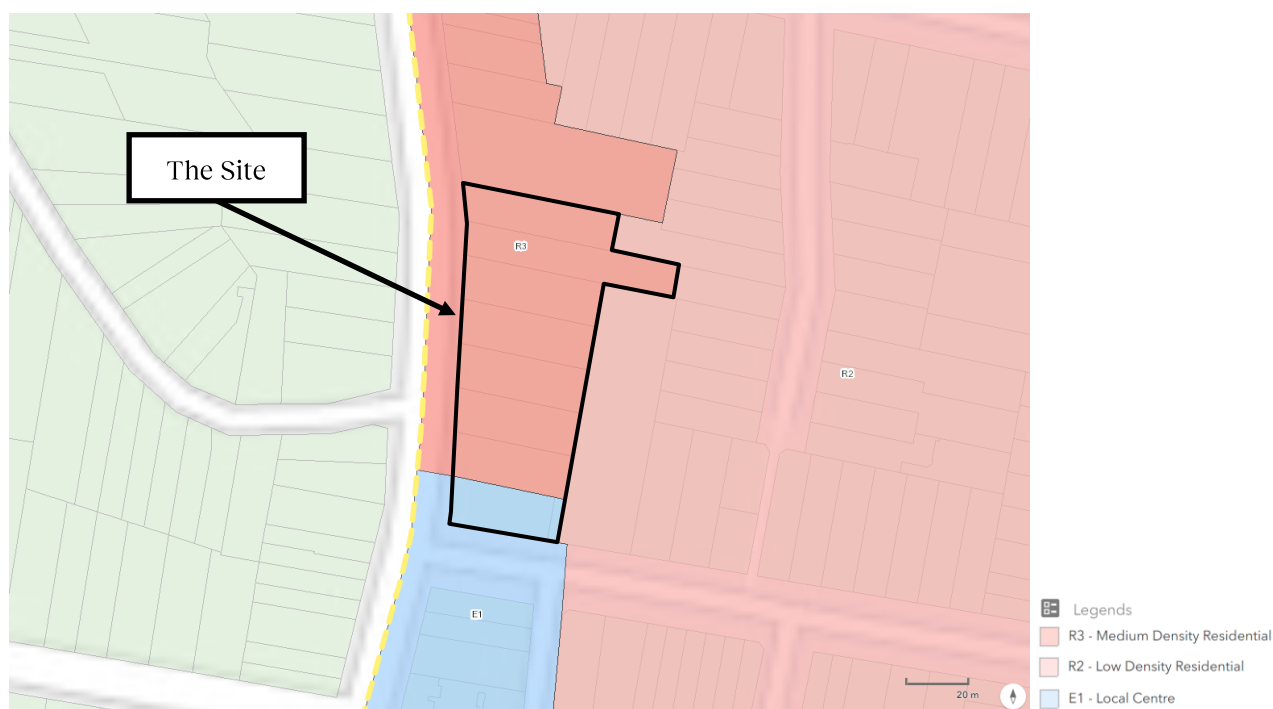 The Site
R3
R2
E1
20 m
Legends
R3 - Medium Density Residential
R2 - Low Density Residential
E1 - Local Centre